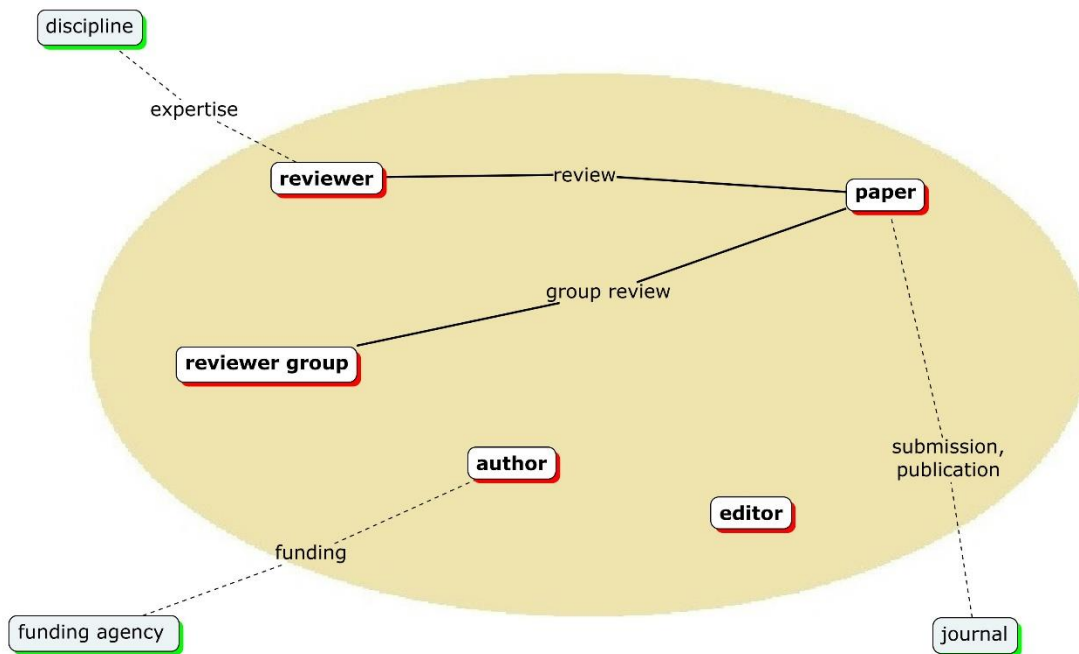 discipline
expertise
reviewer
review
paper
group review
reviewer group
author
submission,
publication
editor
funding
funding agency
journal